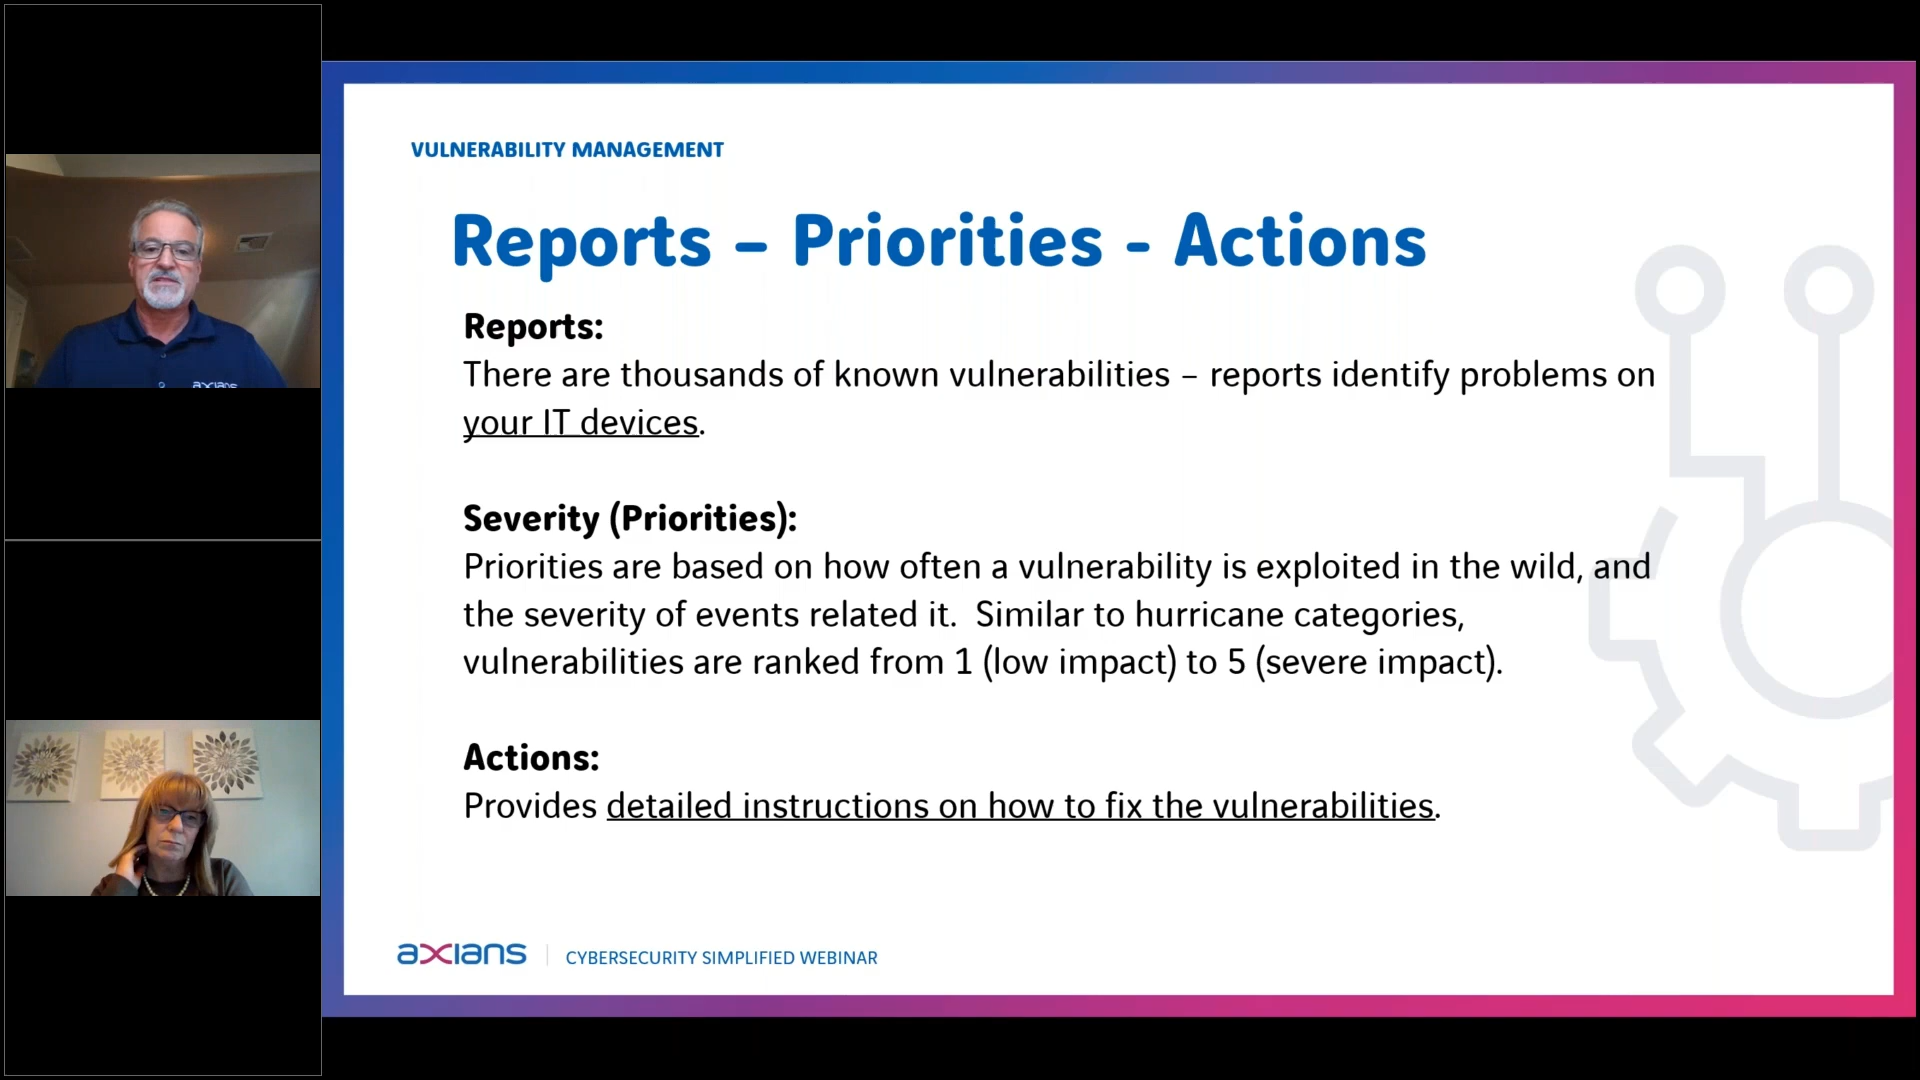 VULNERABILITY MANAGEMENT
Reports – Priorities - Actions
Reports:
There are thousands of known vulnerabilities – reports identify problems on
your IT devices.
Severity (Priorities):
Priorities are based on how often a vulnerability is exploited in the wild, and
the severity of events related it.  Similar to hurricane categories,
vulnerabilities are ranked from 1 (low impact) to 5 (severe impact).
Actions:
Provides detailed instructions on how to fix the vulnerabilities.
axians
CYBERSECURITY SIMPLIFIED WEBINAR
axians